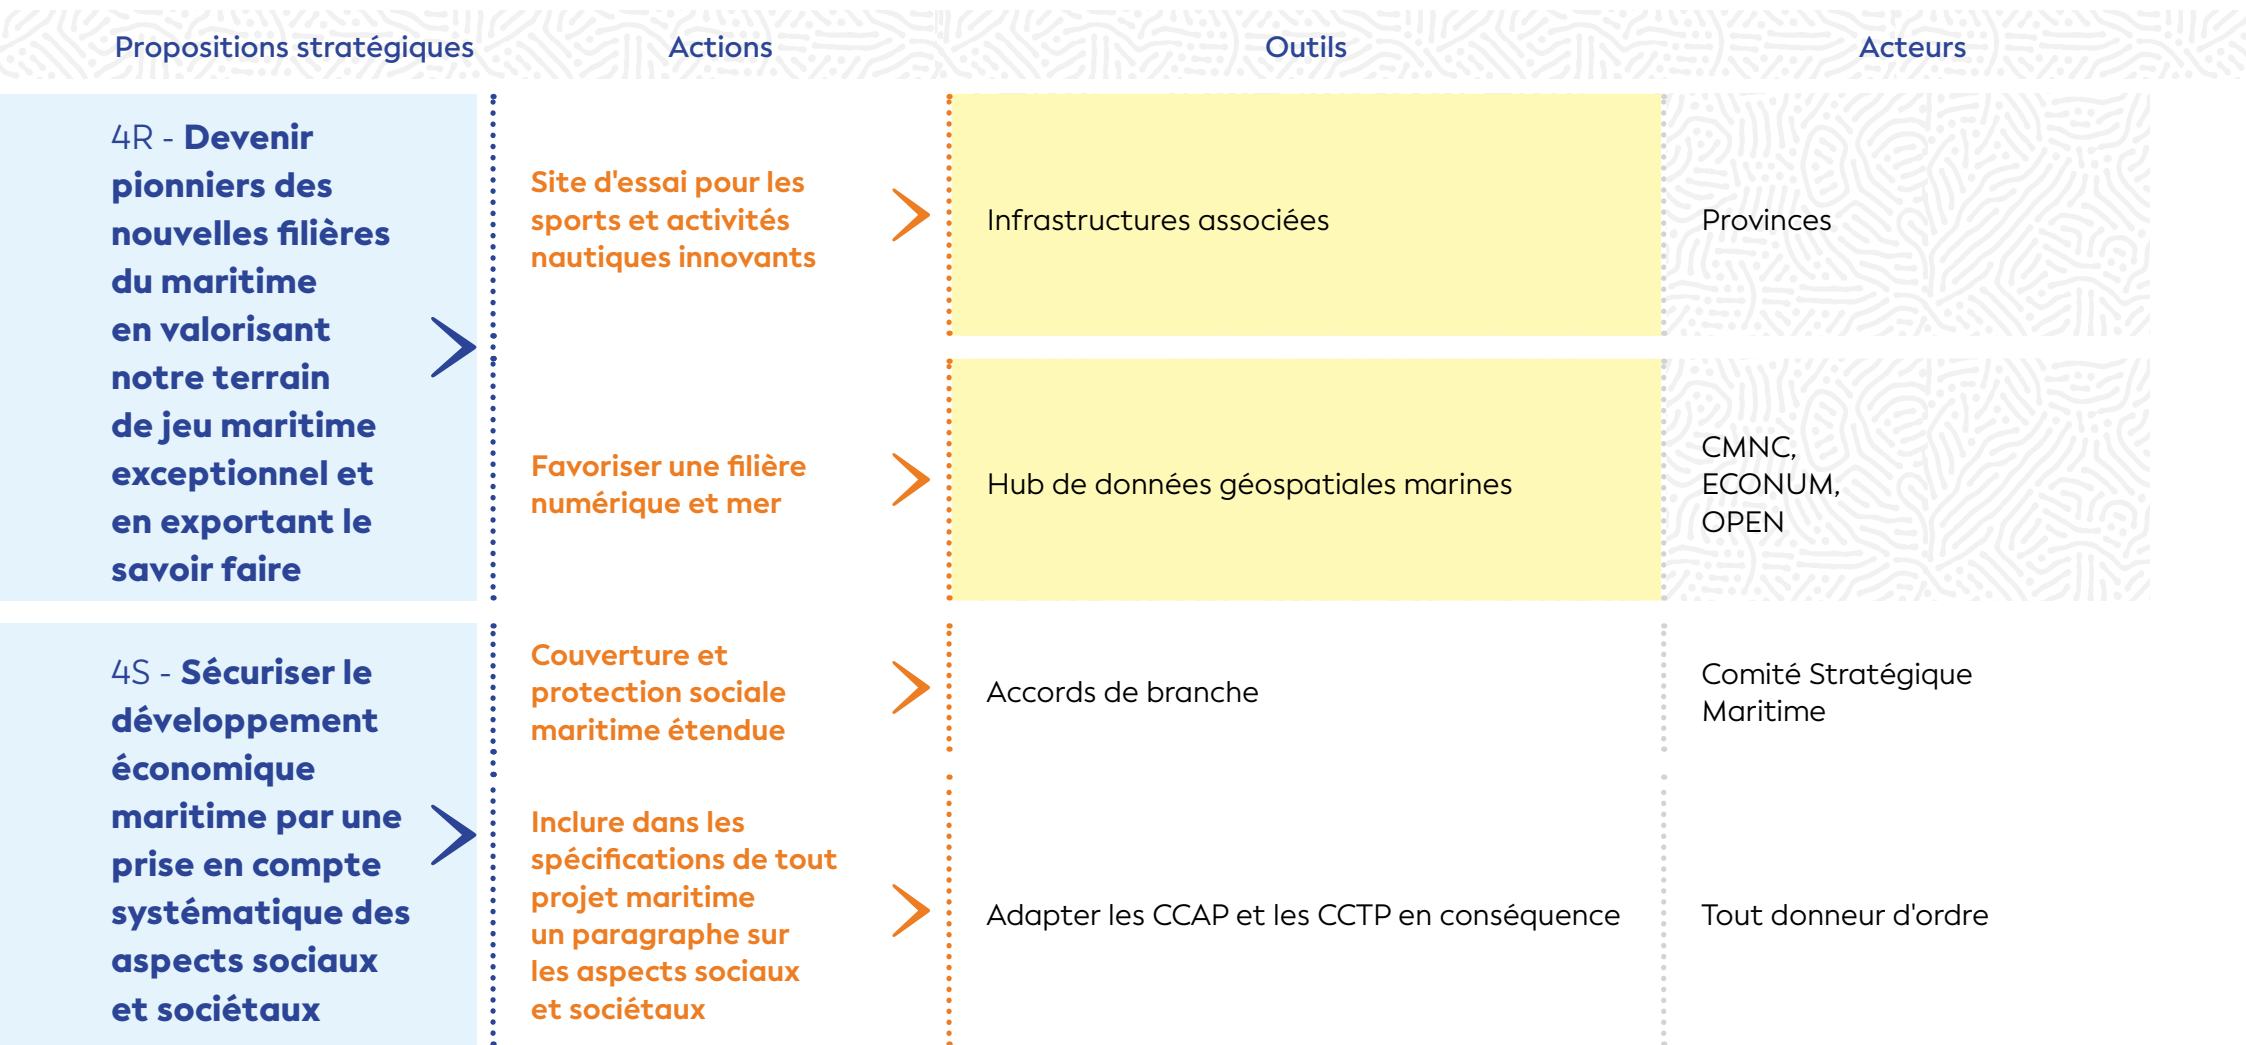 Propositions stratégiques
Actions
Outils
Acteurs
4R - Devenir
pionniers des
nouvelles filières
du maritime
en valorisant
notre terrain
de jeu maritime
exceptionnel et
en exportant le
savoir faire
Site d'essai pour les
sports et activités
nautiques innovants
Infrastructures associées
Provinces
Favoriser une filière
numérique et mer
Hub de données géospatiales marines
CMNC,
ECONUM,
OPEN
4S - Sécuriser le
développement
économique
maritime par une
prise en compte
systématique des
aspects sociaux
et sociétaux
Couverture et
protection sociale
maritime étendue
Accords de branche
Comité Stratégique
Maritime
Inclure dans les
spécifications de tout
projet maritime
un paragraphe sur
les aspects sociaux
et sociétaux
Adapter les CCAP et les CCTP en conséquence
Tout donneur d'ordre